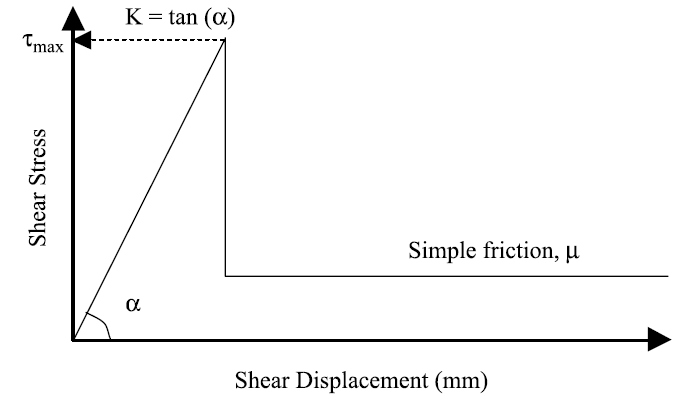 K = tan (α)
τmax
Shear Stress
Simple friction, μ
α
Shear Displacement (mm)